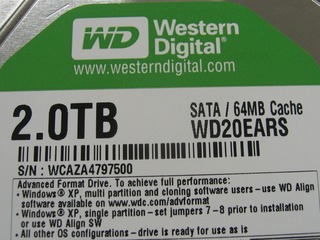 WD Western Digital®
www.westerndigital.com
2.0TB
SATA / 64MB Cache
WD20EARS
S/N: WCAZA4797500
Advanced Format Drive. To achieve full performance:
• Windows® XP, multi partition and cloning software users – use WD Align
software available on www.wdc.com/advformat
• Windows® XP, single partition – set jumpers 7 – 8 prior to installation
or use WD Align SW
• All other OS configurations – drive is ready for use as is